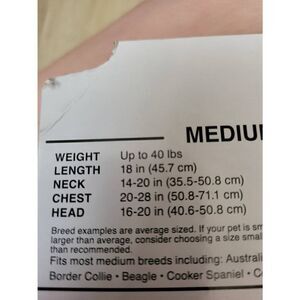 MEDIUM
WEIGHT Up to 40 lbs
LENGTH 18 in (45.7 cm)
NECK 14-20 in (35.5-50.8 cm)
CHEST 20-28 in (50.8-71.1 cm)
HEAD 16-20 in (40.6-50.8 cm)
Breed examples are average sized. If your pet is
larger than average, consider choosing a size
than recommended.
Fits most medium breeds including:
Border Collie • Beagle • Cooker Spaniel •